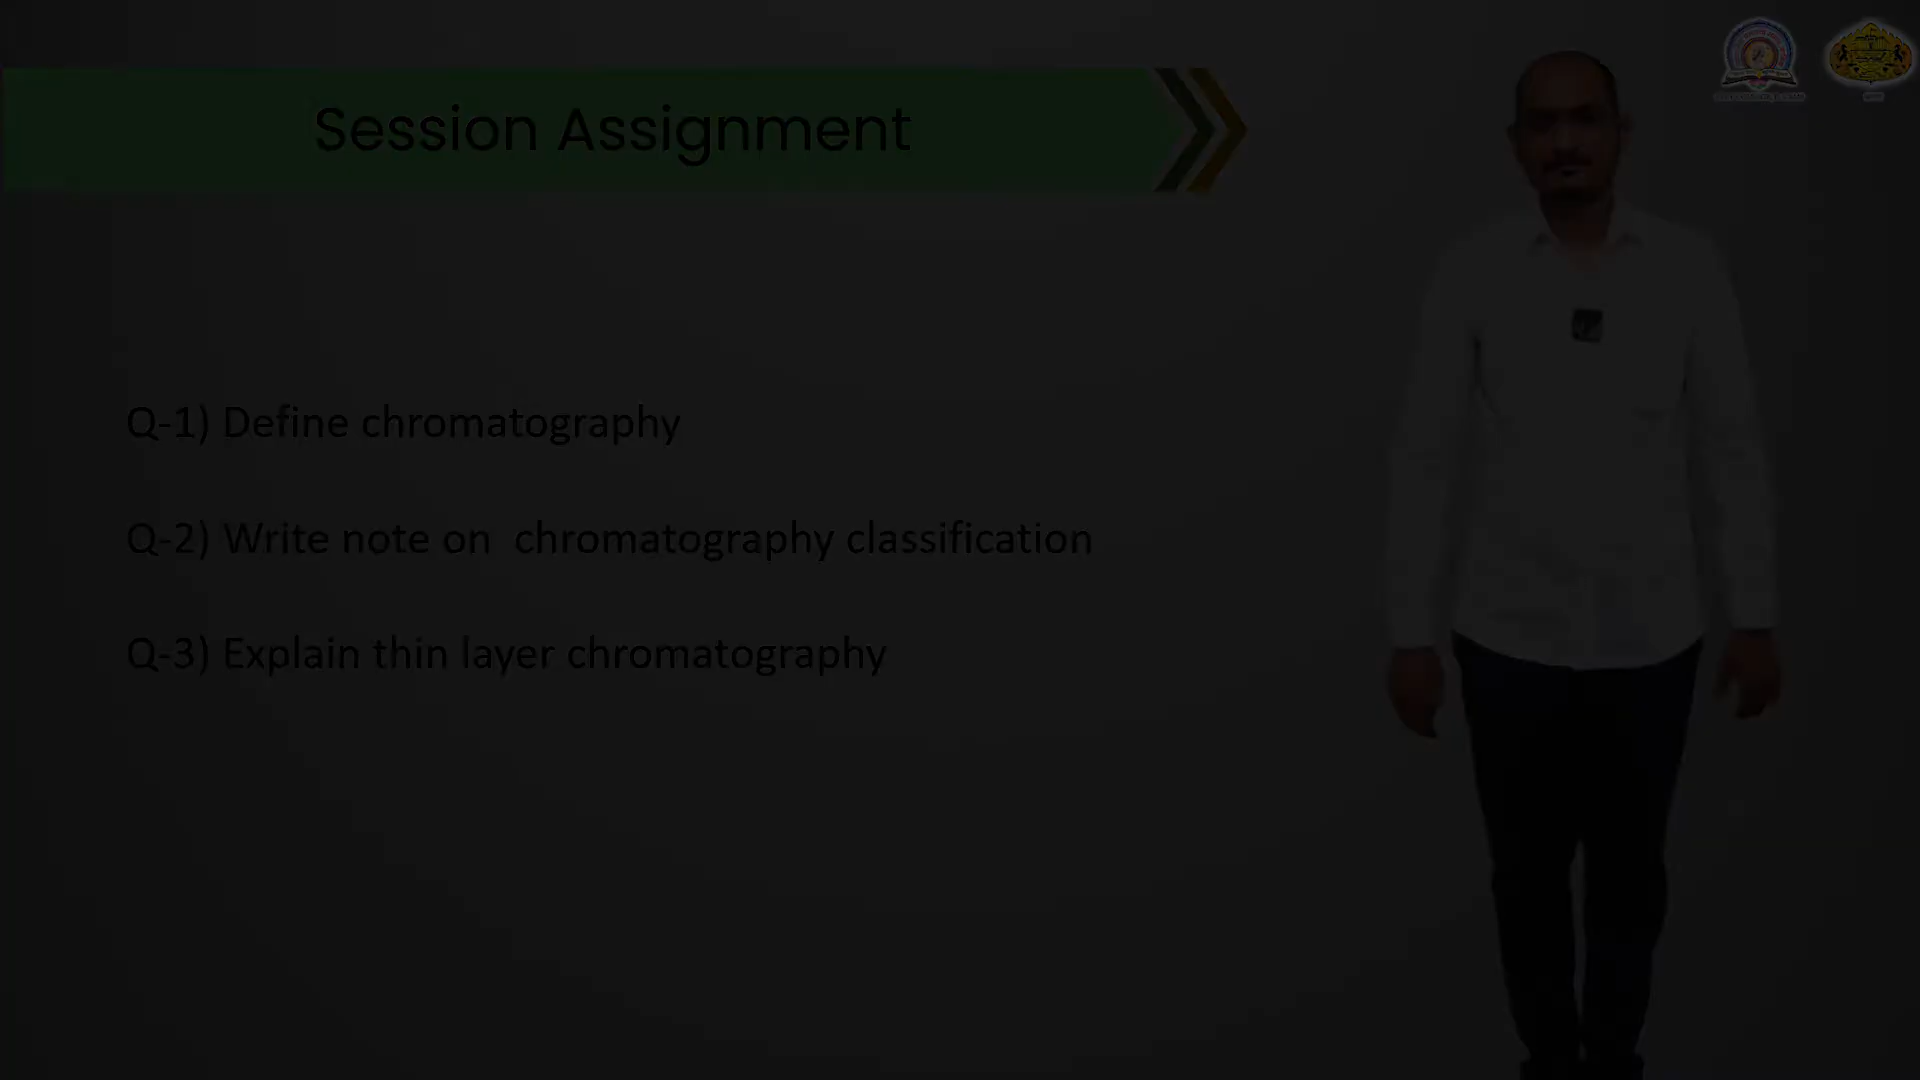 Session Assignment
Q-1) Define chromatography
Q-2) Write note on  chromatography classification
Q-3) Explain thin layer chromatography